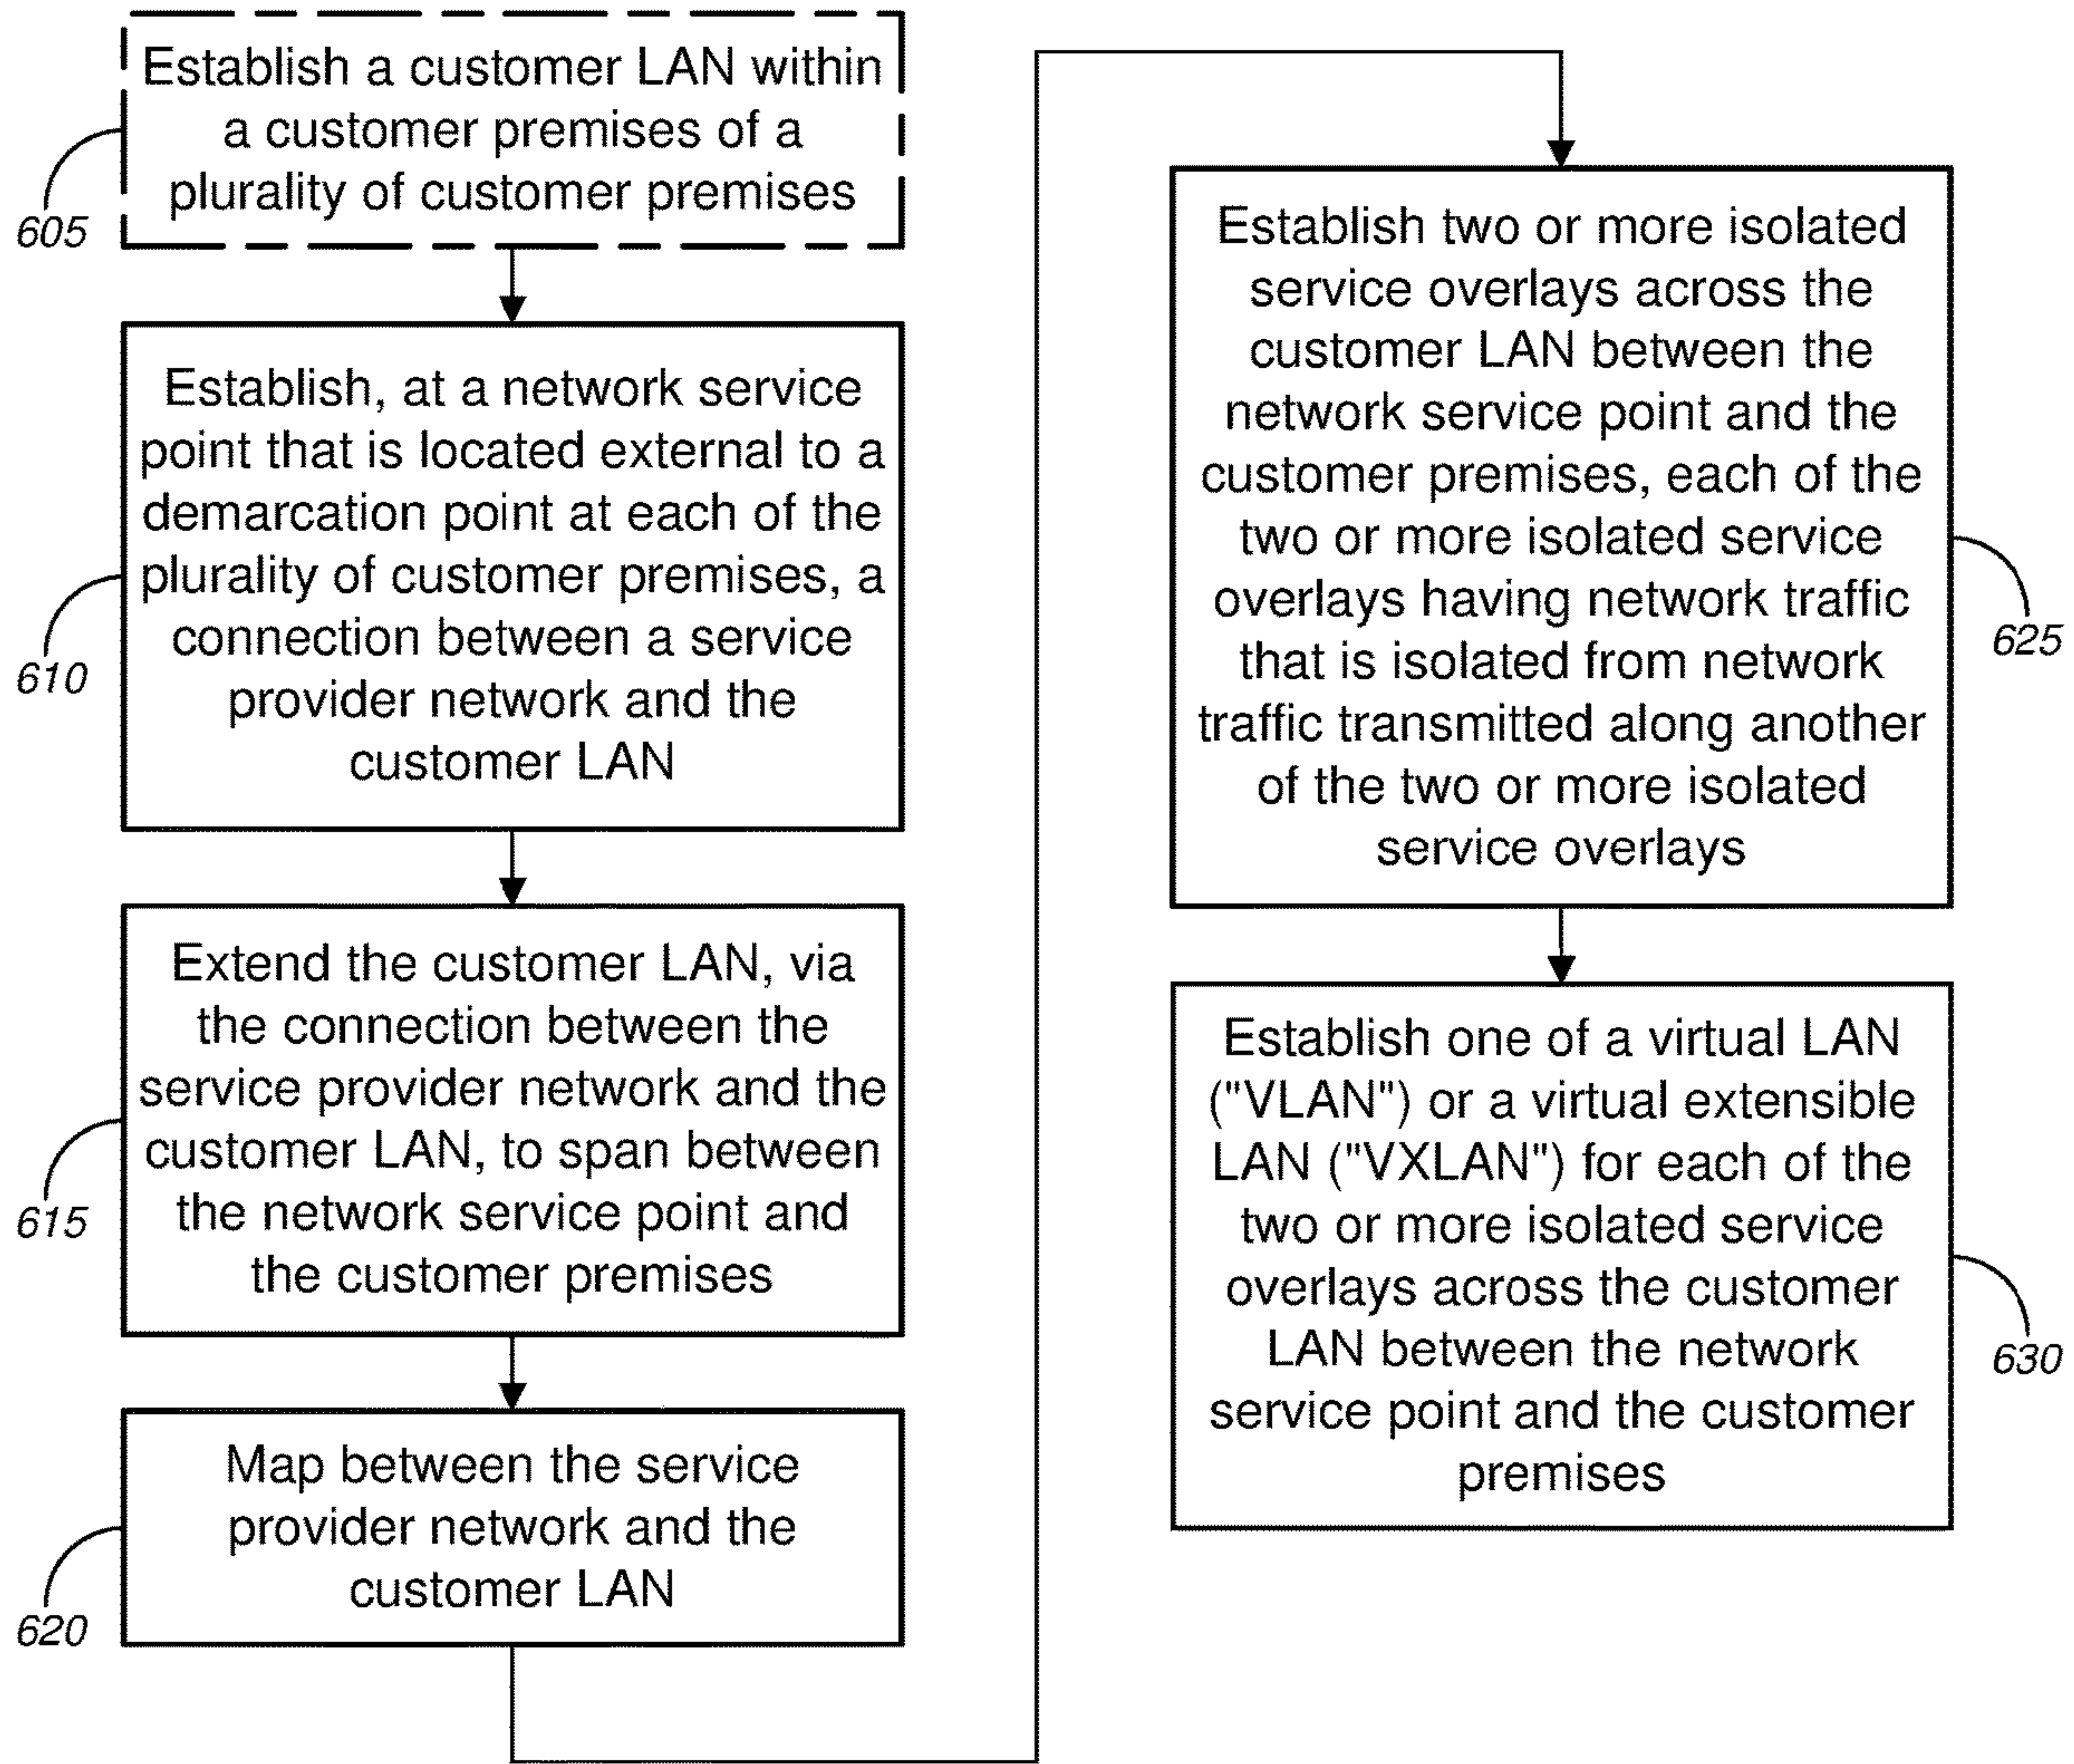 Establish a customer LAN within
a customer premises of a
plurality of customer premises
605
Establish, at a network service
point that is located external to a
demarcation point at each of the
plurality of customer premises, a
connection between a service
provider network and the
customer LAN
610
Extend the customer LAN, via
the connection between the
service provider network and the
customer LAN, to span between
the network service point and
the customer premises
615
Map between the service
provider network and the
customer LAN
620
Establish two or more isolated
service overlays across the
customer LAN between the
network service point and the
customer premises, each of the
two or more isolated service
overlays having network traffic
that is isolated from network
traffic transmitted along another
of the two or more isolated
service overlays
625
Establish one of a virtual LAN
("VLAN") or a virtual extensible
LAN ("VXLAN") for each of the
two or more isolated service
overlays across the customer
LAN between the network
service point and the customer
premises
630